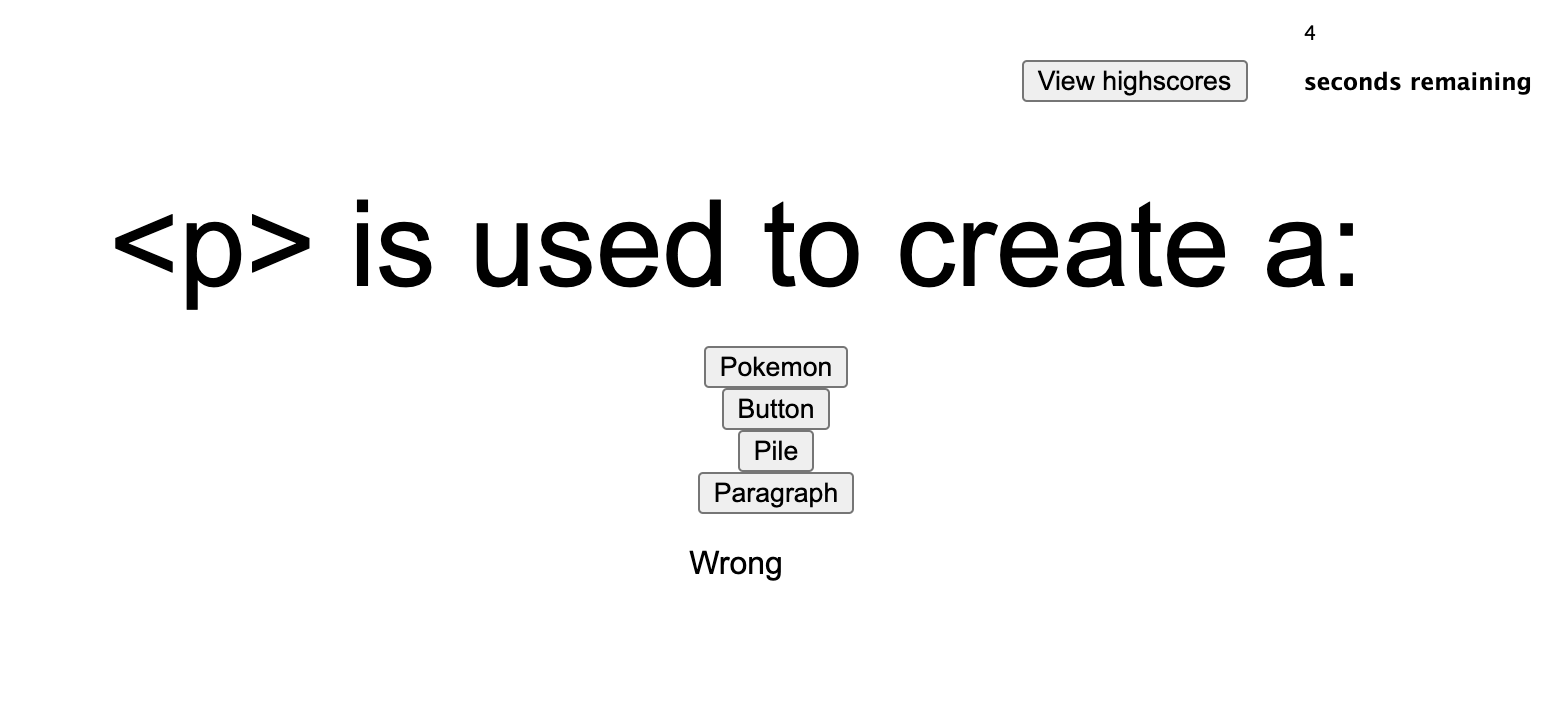 4
View highscores
seconds remaining
<p> is used to create a:
Pokemon
Button
Pile
Paragraph
Wrong